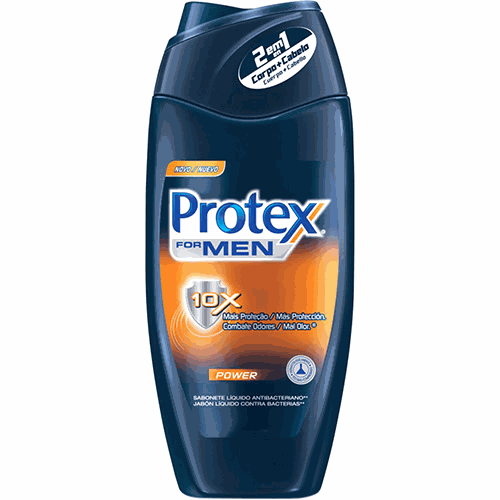 2 em 1
Corpo + Cabelo
Cuerpo + Cabello
NOVO / NUEVO
Protex
FOR MEN
10X
Mais Proteção / Más Protección.
Combate Odores / Mal Olor.*
POWER
SABONETE LÍQUIDO ANTIBACTERIANO**
JABÓN LÍQUIDO CONTRA BACTERIAS**